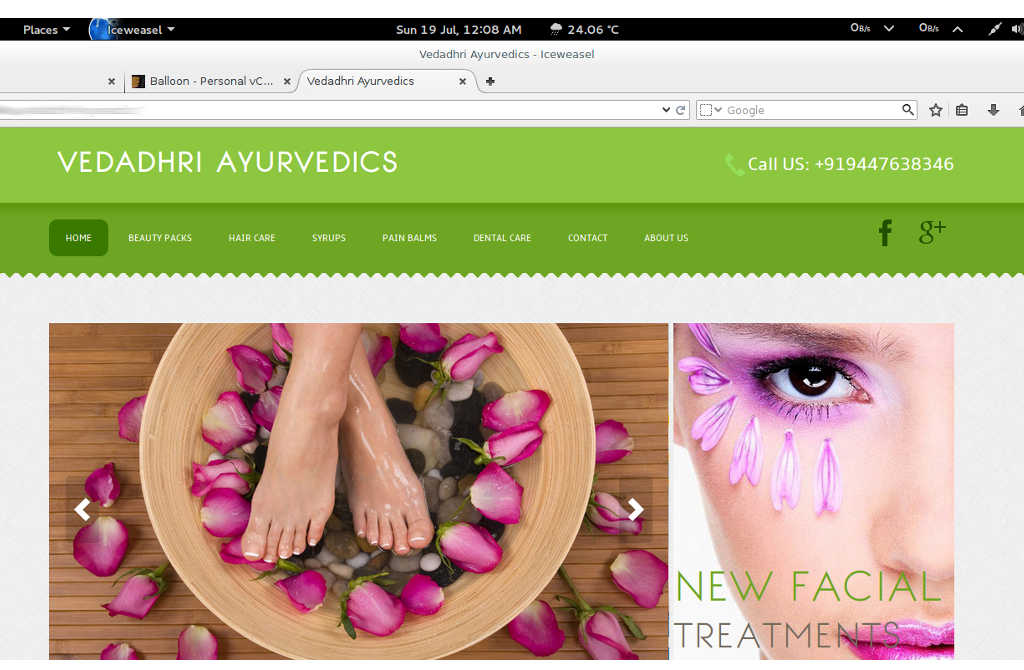 Places Iceweasel Sun 19 Jul, 12:08 AM 24.06 °C 0B/s 0B/s
Vedadhri Ayurvedics - Iceweasel
Balloon - Personal vC... Vedadhri Ayurvedics
Google
VEDADHRI AYURVEDICS
Call US: +919447638346
HOME BEAUTY PACKS HAIR CARE SYRUPS PAIN BALMS DENTAL CARE CONTACT ABOUT US
f g+
NEW FACIAL
TREATMENTS